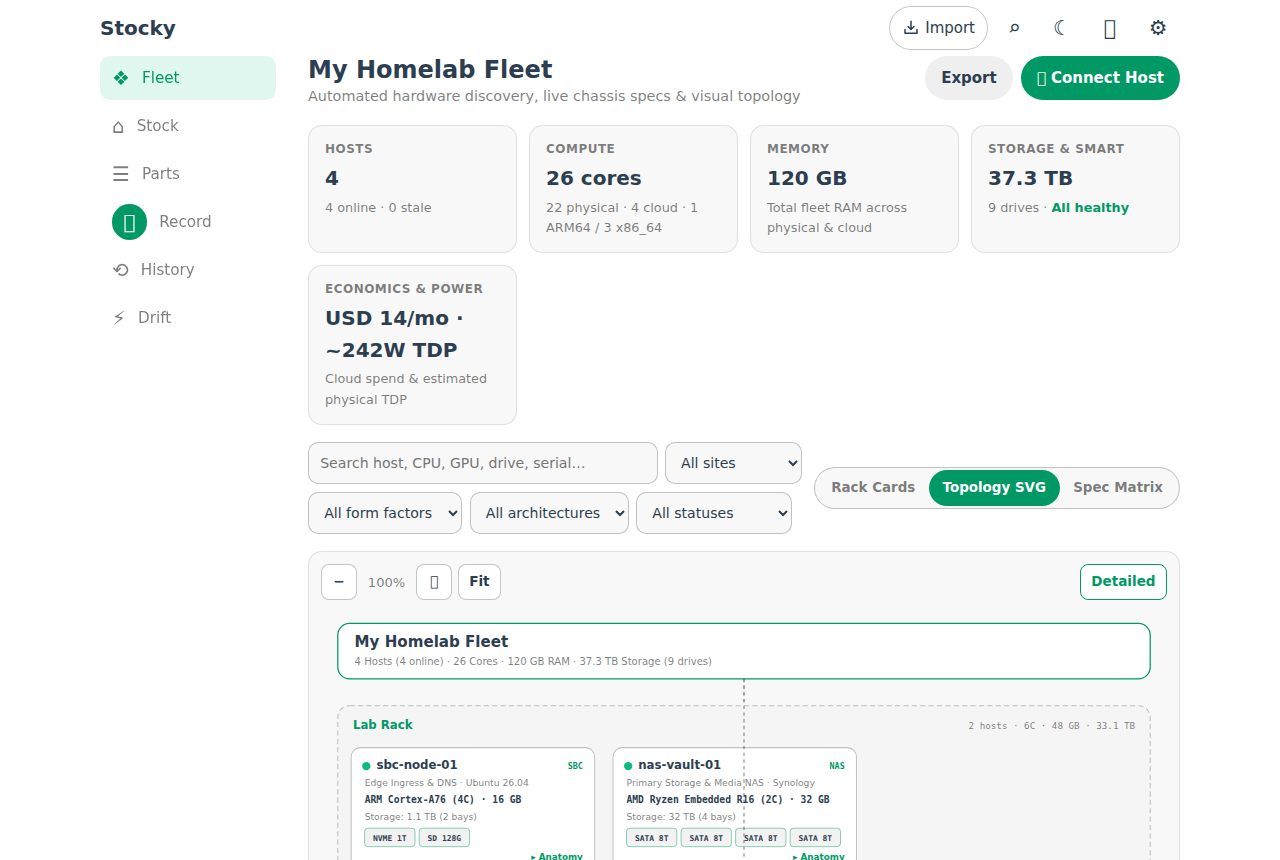 Stocky
Import
Fleet
Stock
Parts
Record
History
Drift
My Homelab Fleet
Automated hardware discovery, live chassis specs & visual topology
Export
Connect Host
HOSTS
4
4 online · 0 stale
COMPUTE
26 cores
22 physical · 4 cloud · 1
ARM64 / 3 x86_64
MEMORY
120 GB
Total fleet RAM across
physical & cloud
STORAGE & SMART
37.3 TB
9 drives · All healthy
ECONOMICS & POWER
USD 14/mo ·
~242W TDP
Cloud spend & estimated
physical TDP
Search host, CPU, GPU, drive, serial…
All sites
All form factors
All architectures
All statuses
Rack Cards
Topology SVG
Spec Matrix
−
100%
Fit
Detailed
My Homelab Fleet
4 Hosts (4 online) · 26 Cores · 120 GB RAM · 37.3 TB Storage (9 drives)
Lab Rack
2 hosts · 6C · 48 GB · 33.1 TB
sbc-node-01
SBC
Edge Ingress & DNS · Ubuntu 26.04
ARM Cortex-A76 (4C) · 16 GB
Storage: 1.1 TB (2 bays)
NVME 1T
SD 128G
▸ Anatomy
nas-vault-01
NAS
Primary Storage & Media NAS · Synology
AMD Ryzen Embedded R16 (2C) · 32 GB
Storage: 32 TB (4 bays)
SATA 8T
SATA 8T
SATA 8T
SATA 8T
▸ Anatomy